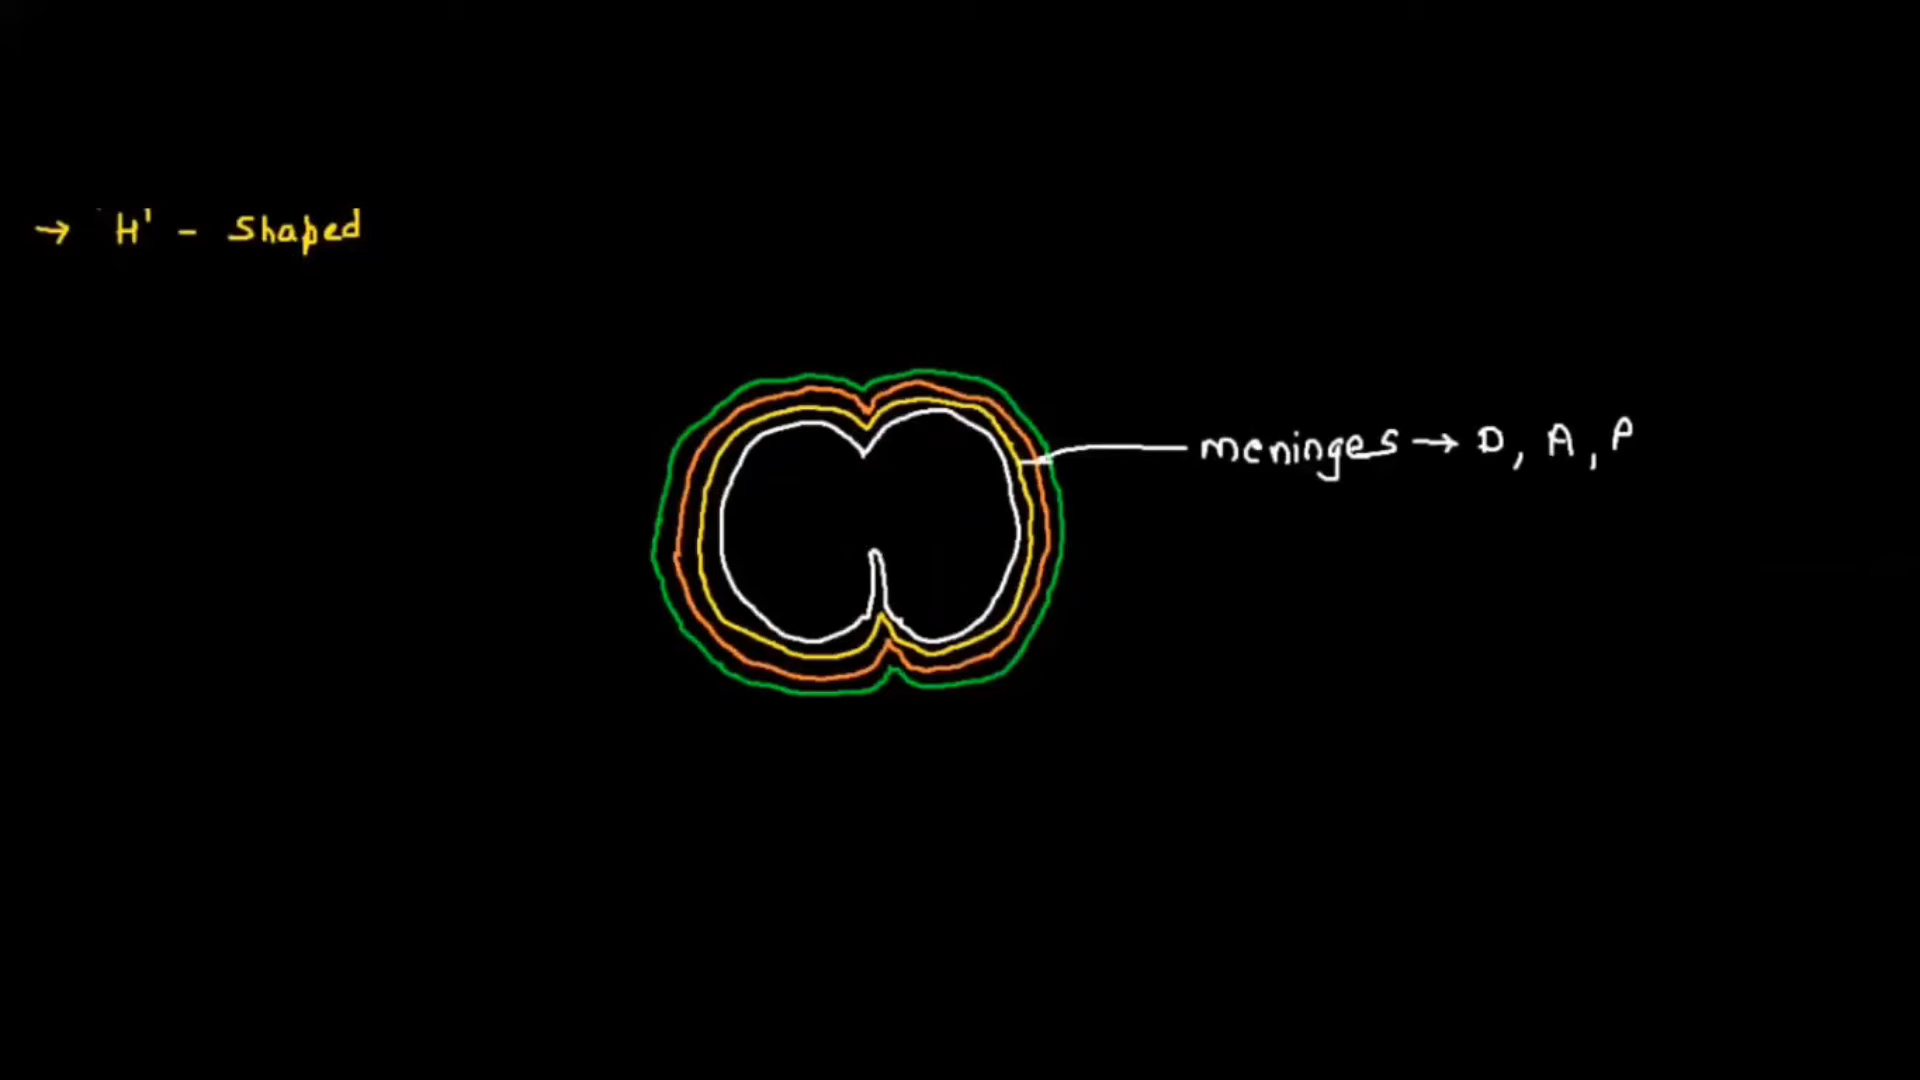 → 'H' - Shaped
meninges → D, A, P